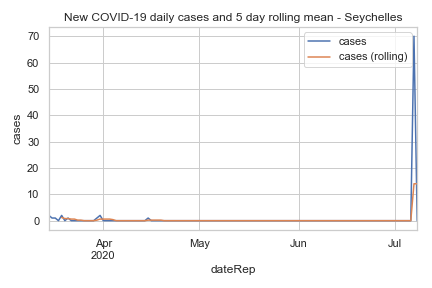 New COVID-19 daily cases and 5 day rolling mean - Seychelles
cases
cases (rolling)
70
60
50
40
30
20
10
0
cases
Apr
2020
May
Jun
Jul
dateRep